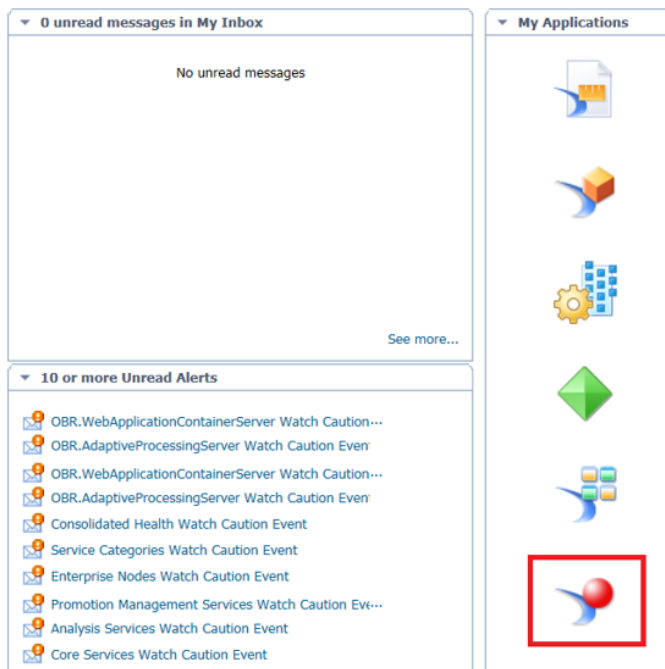 0 unread messages in My Inbox
No unread messages
See more...
10 or more Unread Alerts
OBR.WebApplicationContainerServer Watch Caution···
OBR.AdaptiveProcessingServer Watch Caution Event
OBR.WebApplicationContainerServer Watch Caution···
OBR.AdaptiveProcessingServer Watch Caution Event
Consolidated Health Watch Caution Event
Service Categories Watch Caution Event
Enterprise Nodes Watch Caution Event
Promotion Management Services Watch Caution Eve···
Analysis Services Watch Caution Event
Core Services Watch Caution Event
My Applications